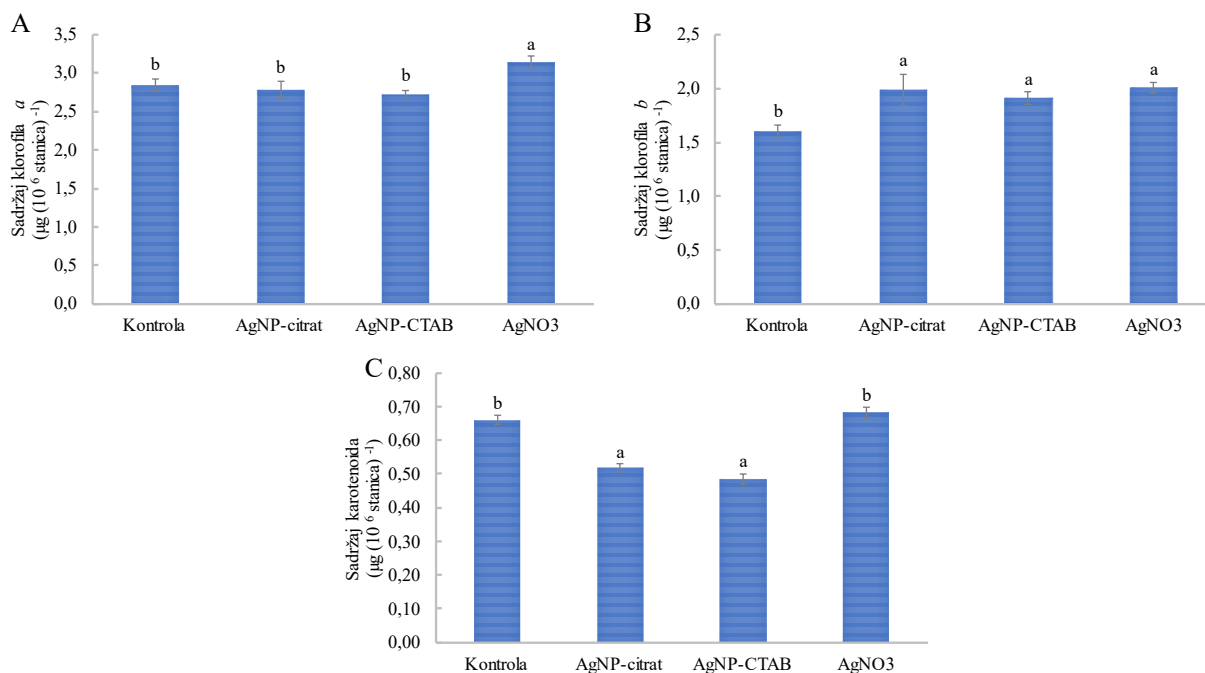 A
Sadržaj klorofila a
(µg (10 6 stanica) -1)
3,5
3,0
2,5
2,0
1,5
1,0
0,5
0,0
b
b
b
a
Kontrola AgNP-citrat AgNP-CTAB AgNO3
B
Sadržaj klorofila b
(µg (10 6 stanica) -1)
2,5
2,0
1,5
1,0
0,5
0,0
b
a
a
a
Kontrola AgNP-citrat AgNP-CTAB AgNO3
C
Sadržaj karotenoida
(µg (10 6 stanica) -1)
0,80
0,70
0,60
0,50
0,40
0,30
0,20
0,10
0,00
b
a
a
b
Kontrola AgNP-citrat AgNP-CTAB AgNO3